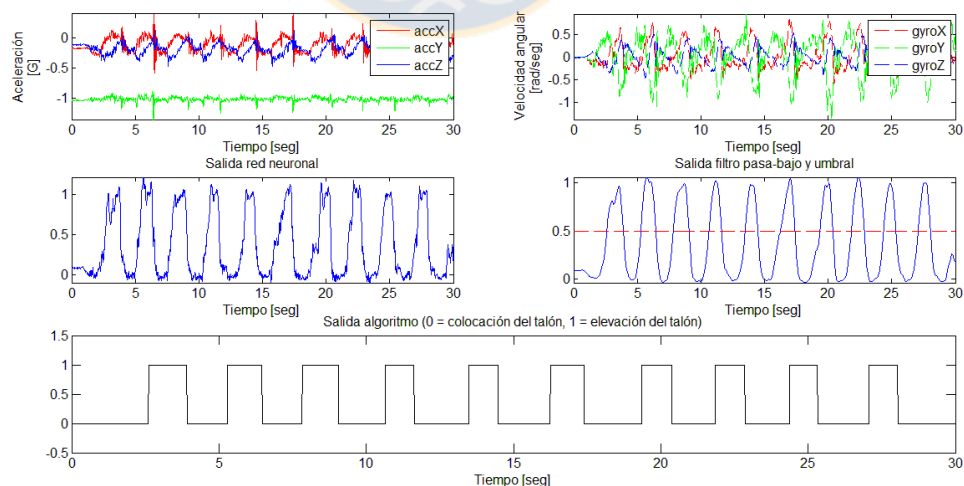 Aceleración
[G]
0
-0.5
-1
accX
accY
accZ
0 5 10 15 20 25 30
Tiempo [seg]
Velocidad angular
[rad/seg]
0.5
0
-0.5
-1
gyroX
gyroY
gyroZ
0 5 10 15 20 25 30
Tiempo [seg]
Salida red neuronal
1
0.5
0
0 5 10 15 20 25 30
Tiempo [seg]
Salida filtro pasa-bajo y umbral
1
0.5
0
0 5 10 15 20 25 30
Tiempo [seg]
Salida algoritmo (0 = colocación del talón, 1 = elevación del talón)
1.5
1
0.5
0
-0.5
0 5 10 15 20 25 30
Tiempo [seg]